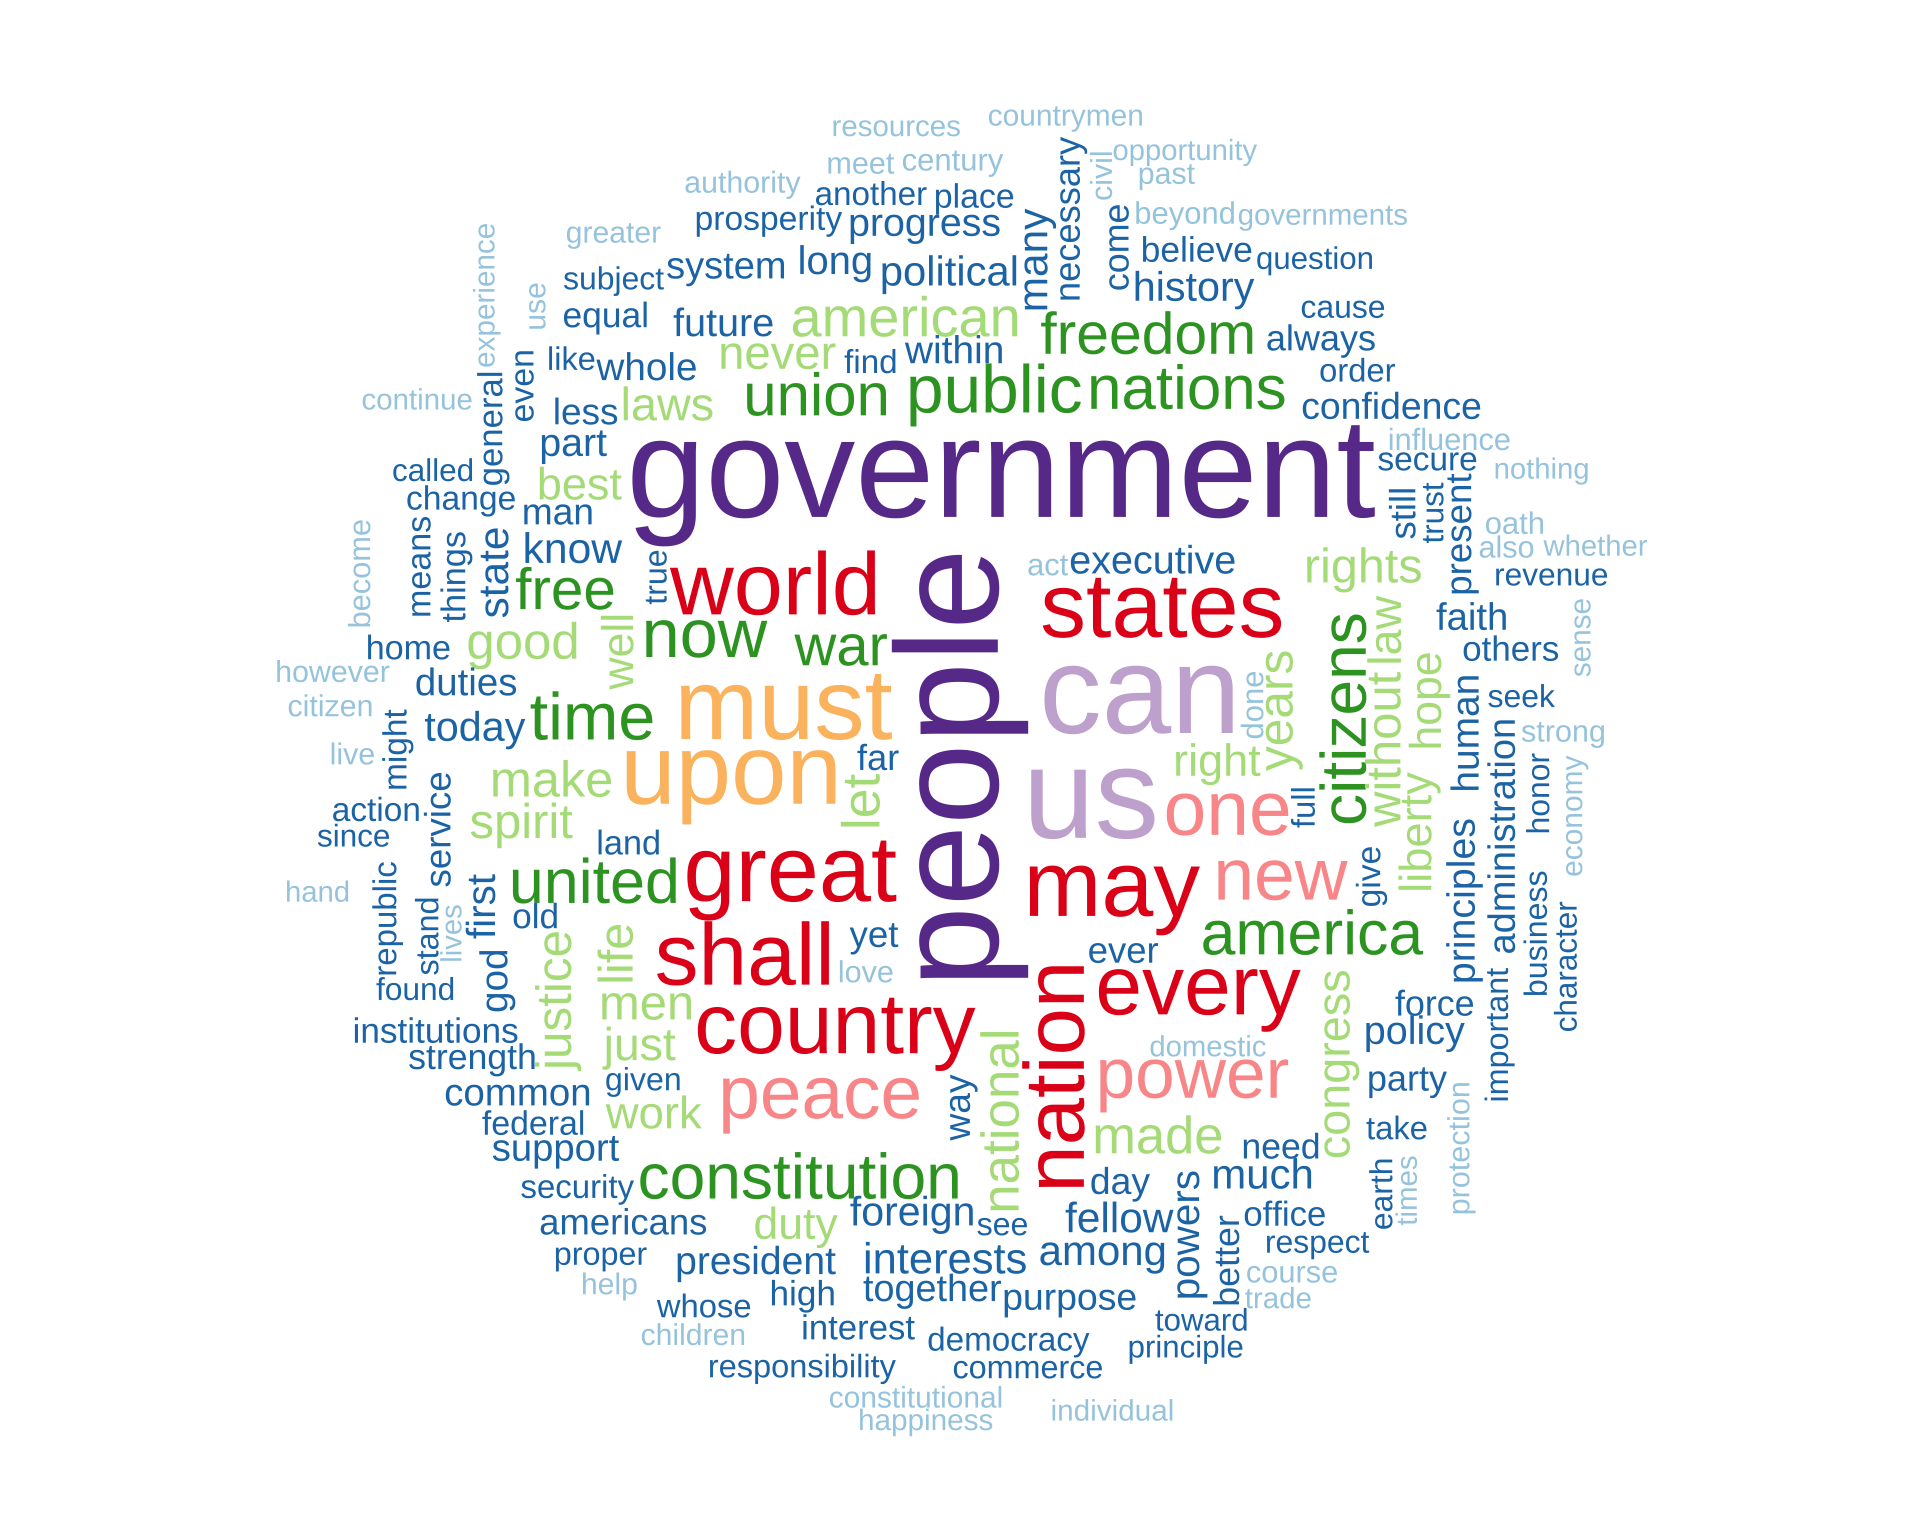 countrymen
resources
opportunity
meet century
necessary
civil
past
authority
another place
prosperity progress
many
come
beyond governments
greater
experience
use
subject system long political
believe question
history
equal future american
cause
freedom always
never find within
even
like whole
order
continue
general
less laws union public nations
confidence
part government influence
called
secure nothing
change best
man
still
trust
present
oath
become
means
things
state
know
true
world
people
act executive
rights
also whether
revenue
free
states
citizens
law
faith
sense
home good
well
now war
others
however
duties
must
can
done
years
without
hope
human
seek
citizen
today time
might
strong
live
upon far
right
administration
honor
economy
make
let
us
liberty
action
service
spirit
one
full
since
land
principles
business
hand
republic
stand
lives
first
united great
may new
give
character
old
america
shall yet
ever
god
justice
life
love
nation
every
congress
important
found
men
force
institutions
just country
national
policy
strength
domestic
common given peace
way
power
party
protection
federal
work
made
need
take
support
constitution
day
much
earth
times
security
powers
americans duty foreign see fellow
better
office
proper president interests among
respect
help
high together purpose
course
whose
trade
children interest democracy
toward
principle
responsibility commerce
constitutional
happiness individual